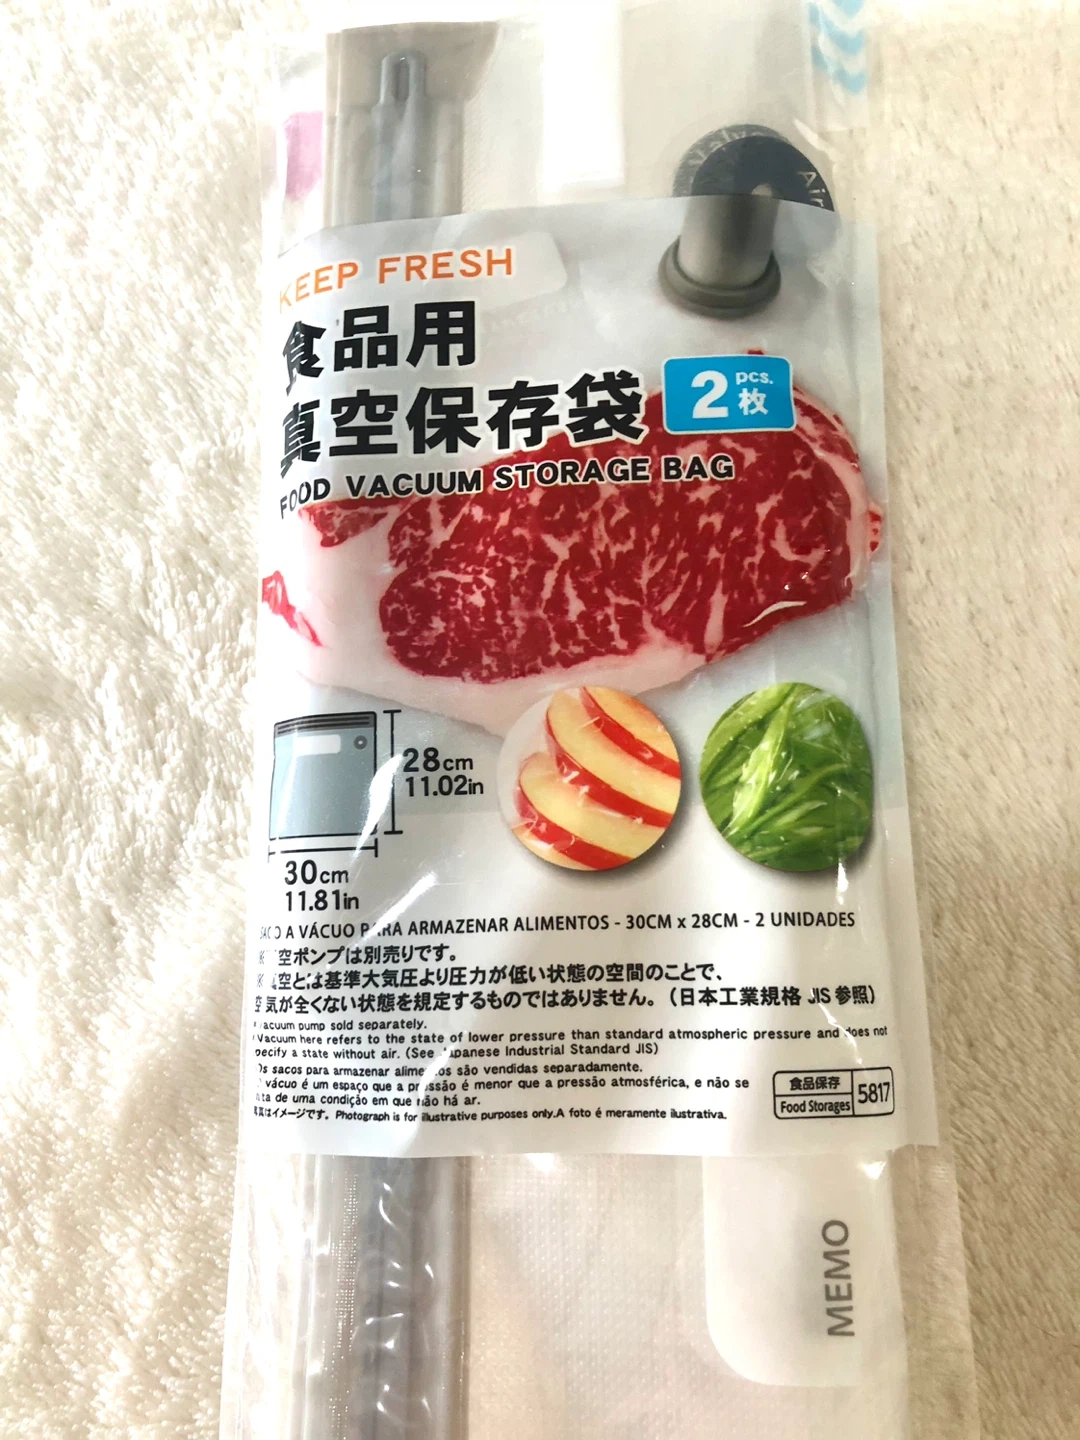 Air
KEEP FRESH
食品用
真空保存袋
2 pcs. 枚
FOOD VACUUM STORAGE BAG
28cm
11.02in
30cm
11.81in
A VÁCUO PARA ARMAZENAR ALIMENTOS - 30CM x 28CM - 2 UNIDADES
空ポンプは別売りです。
空とは基準大気圧より圧力が低い状態の空間のことで、
空気が全くない状態を規定するものではありません。（日本工業規格 JIS 参照）
acuum pump sold separately.
Vacuum here refers to the state of lower pressure than standard atmospheric pressure and does not
pecify a state without air. (See Japanese Industrial Standard JIS)
Os sacos para armazenar alimentos são vendidas separadamente.
vácuo é um espaço que a pressão é menor que a pressão atmosférica, e não se
ta de uma condição em que não há ar.
真はイメージです。Photograph is for illustrative purposes only.A foto é meramente ilustrativa.
食品保存
Food Storages
5817
MEMO